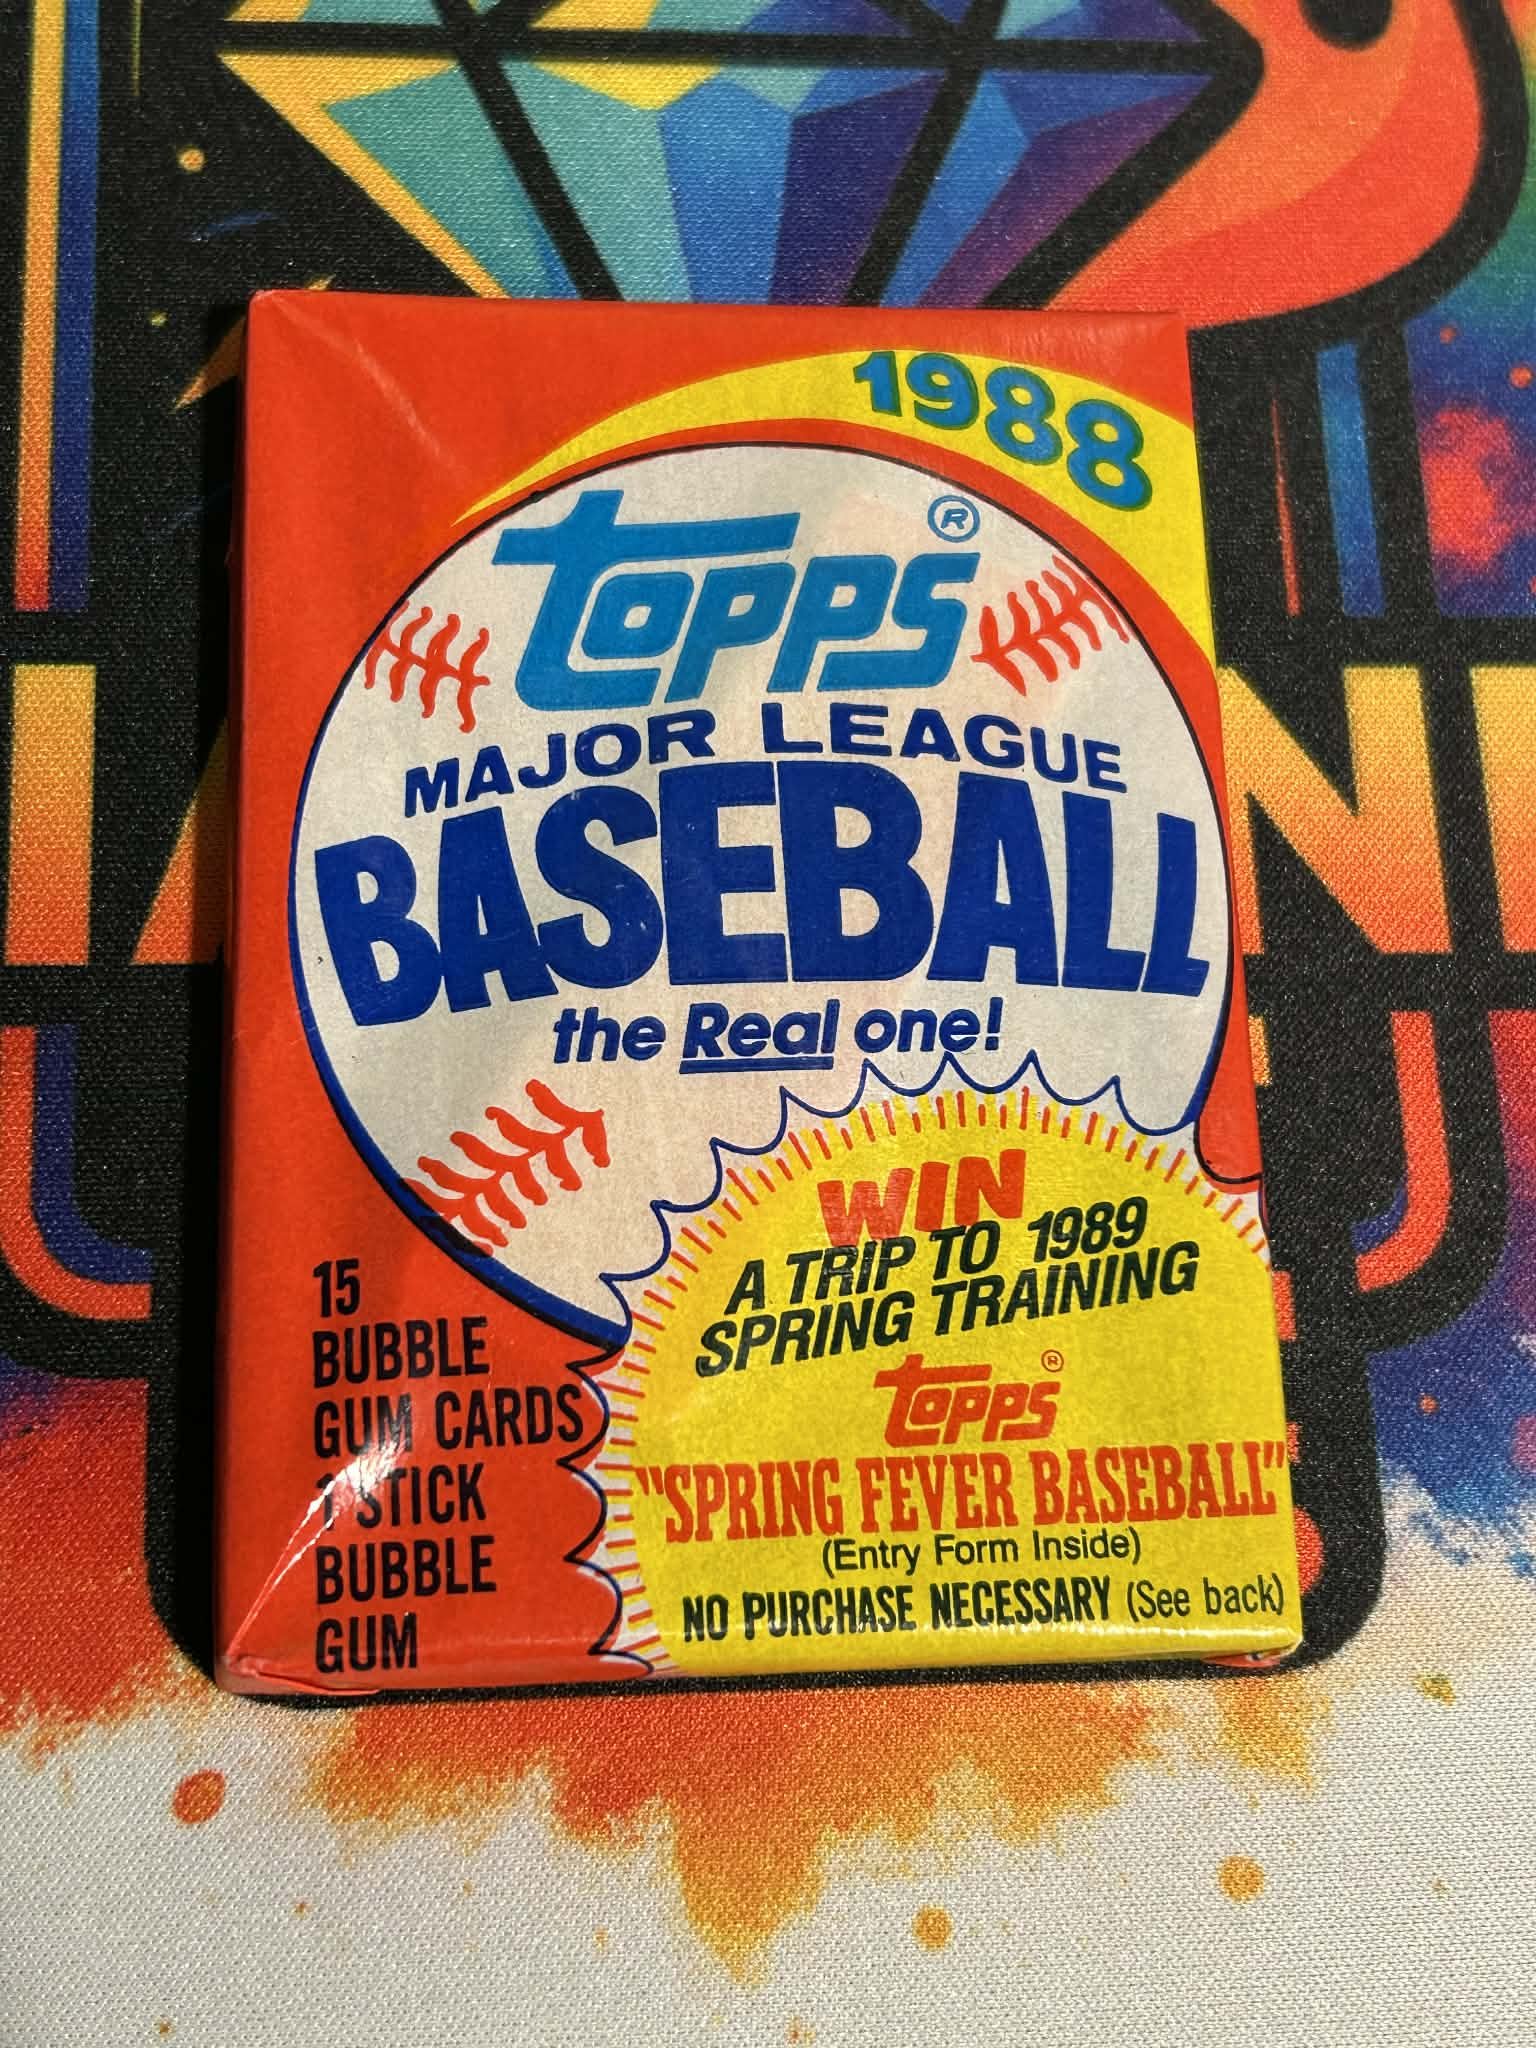 1988
Topps®
MAJOR LEAGUE
BASEBALL
the Real one!
WIN
A TRIP TO 1989
SPRING TRAINING
Topps®
"SPRING FEVER BASEBALL"
(Entry Form Inside)
NO PURCHASE NECESSARY (See back)
15
BUBBLE
GUM CARDS
1 STICK
BUBBLE
GUM